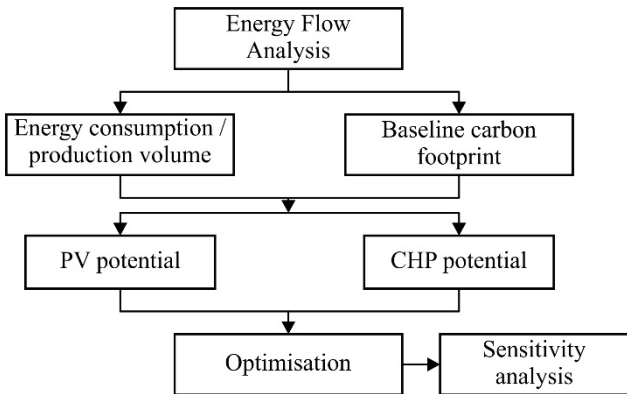 Energy Flow
Analysis
Energy consumption /
production volume
Baseline carbon
footprint
PV potential
CHP potential
Optimisation
Sensitivity
analysis